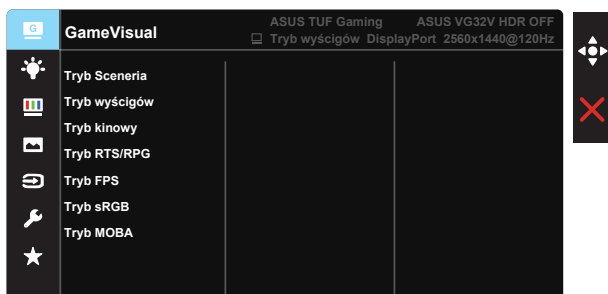 G
GameVisual
ASUS TUF Gaming ASUS VG32V HDR OFF
Tryb wyścigów DisplayPort 2560x1440@120Hz
Tryb Sceneria
Tryb wyścigów
Tryb kinowy
Tryb RTS/RPG
Tryb FPS
Tryb sRGB
Tryb MOBA